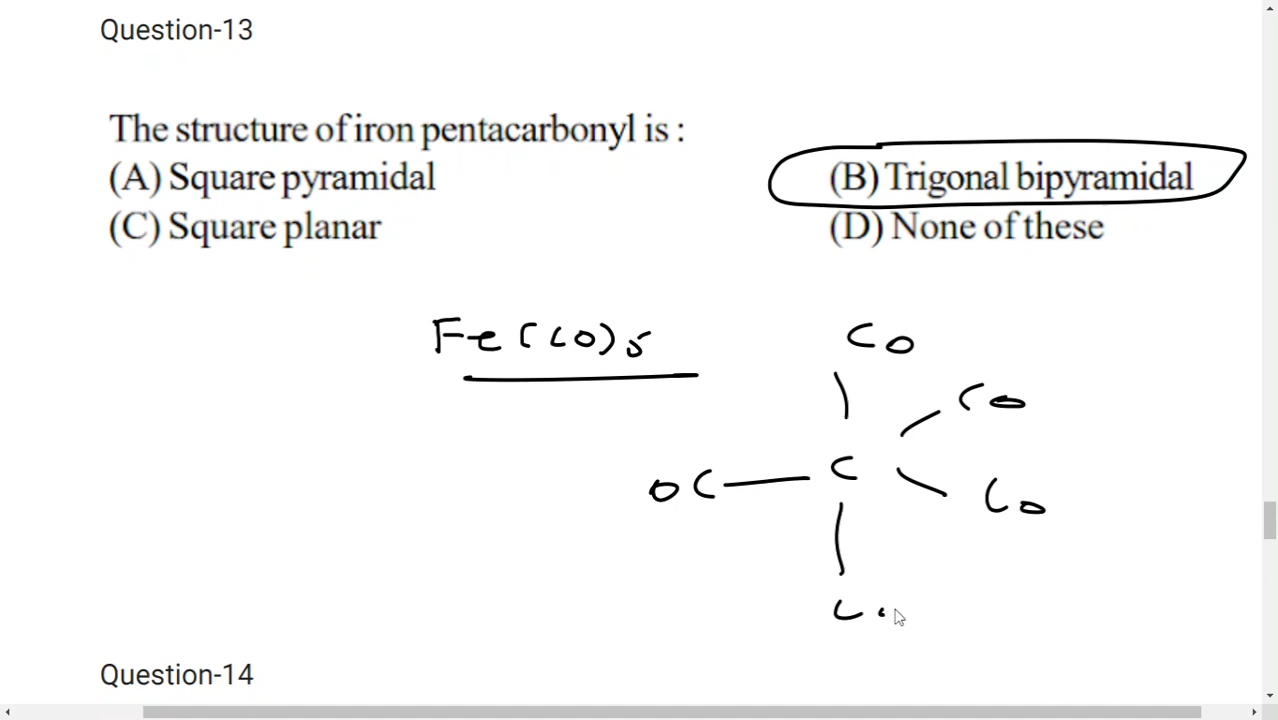 Question-13
The structure of iron pentacarbonyl is :
(A) Square pyramidal (B) Trigonal bipyramidal
(C) Square planar (D) None of these
Fe(CO)5
CO
CO
OC C
CO
C
Question-14